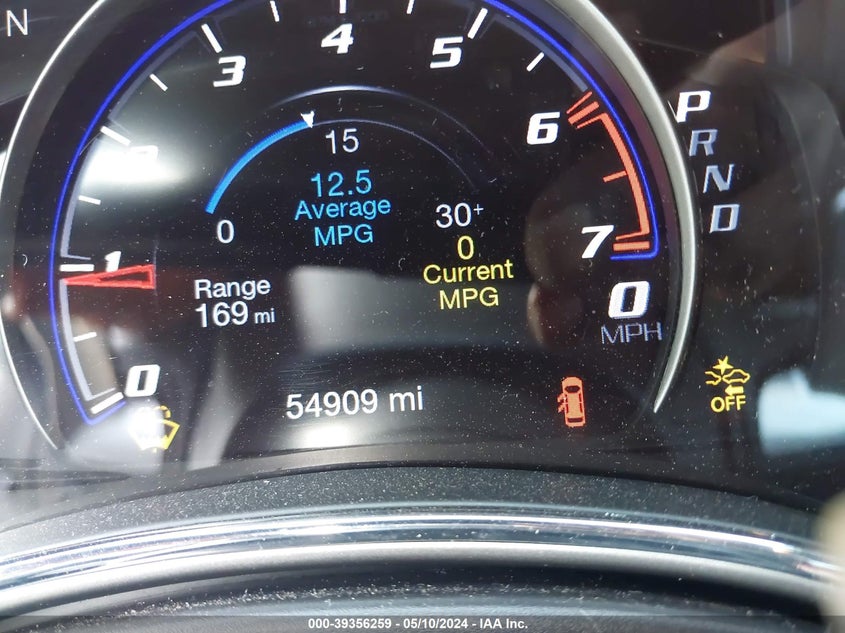 N
3
4
5
6
7
15
12.5
Average
MPG
0
30+
0
Current
MPG
1
Range
169 mi
0
MPH
0
54909 mi
P
R
N
D
OFF
000-39356259 — 05/10/2024 — IAA Inc.